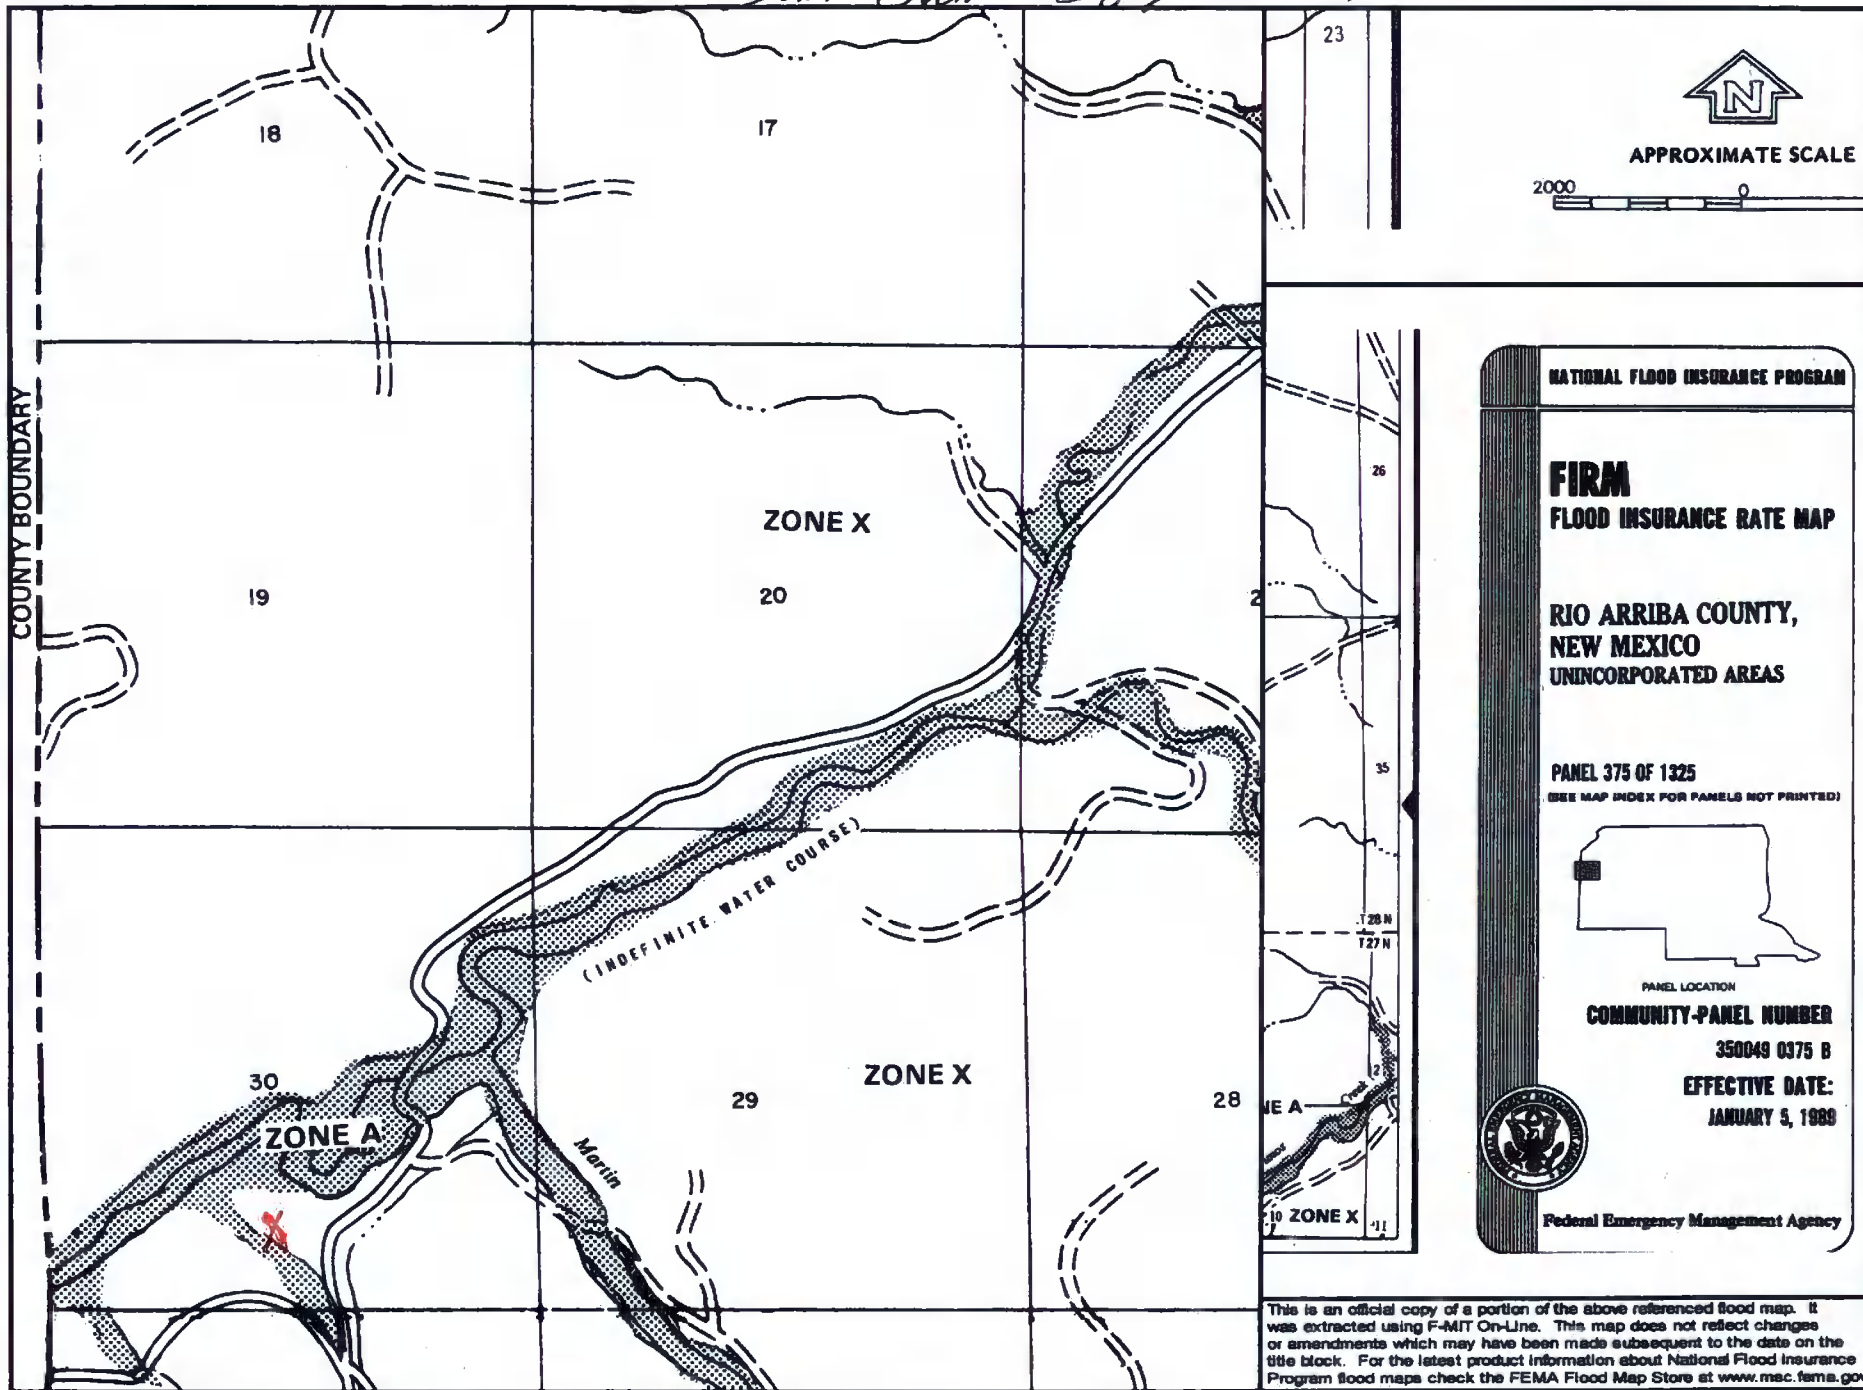 23
18
17
APPROXIMATE SCALE
2000 0
COUNTY BOUNDARY
NATIONAL FLOOD INSURANCE PROGRAM
26
FIRM
FLOOD INSURANCE RATE MAP
ZONE X
19
20
2
RIO ARRIBA COUNTY,
NEW MEXICO
UNINCORPORATED AREAS
35
PANEL 375 OF 1325
(SEE MAP INDEX FOR PANELS NOT PRINTED)
(INDEFINITE WATER COURSE)
T28N
T27N
PANEL LOCATION
COMMUNITY-PANEL NUMBER
350049 0375 B
EFFECTIVE DATE:
JANUARY 5, 1989
30
ZONE A
ZONE X
29
28
12
NE A
Creek
Martin
10 ZONE X 11
Federal Emergency Management Agency
This is an official copy of a portion of the above referenced flood map. It
was extracted using F-MIT On-Line. This map does not reflect changes
or amendments which may have been made subsequent to the date on the
title block. For the latest product information about National Flood Insurance
Program flood maps check the FEMA Flood Map Store at www.msc.fema.gov